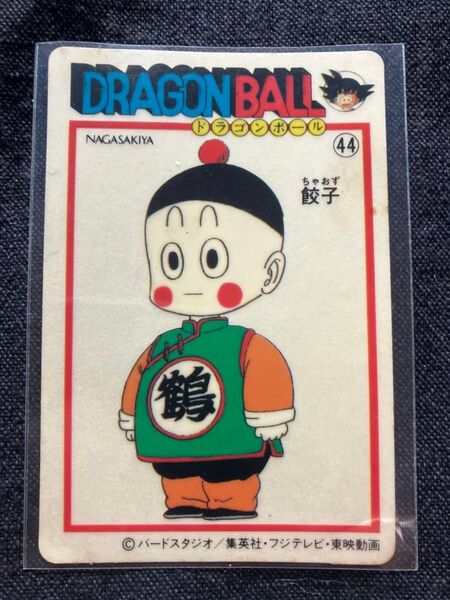 DRAGON BALL
ドラゴンボール
NAGASAKIYA
44
ちゃおず
餃子
鶴
©バードスタジオ/集英社・フジテレビ・東映動画